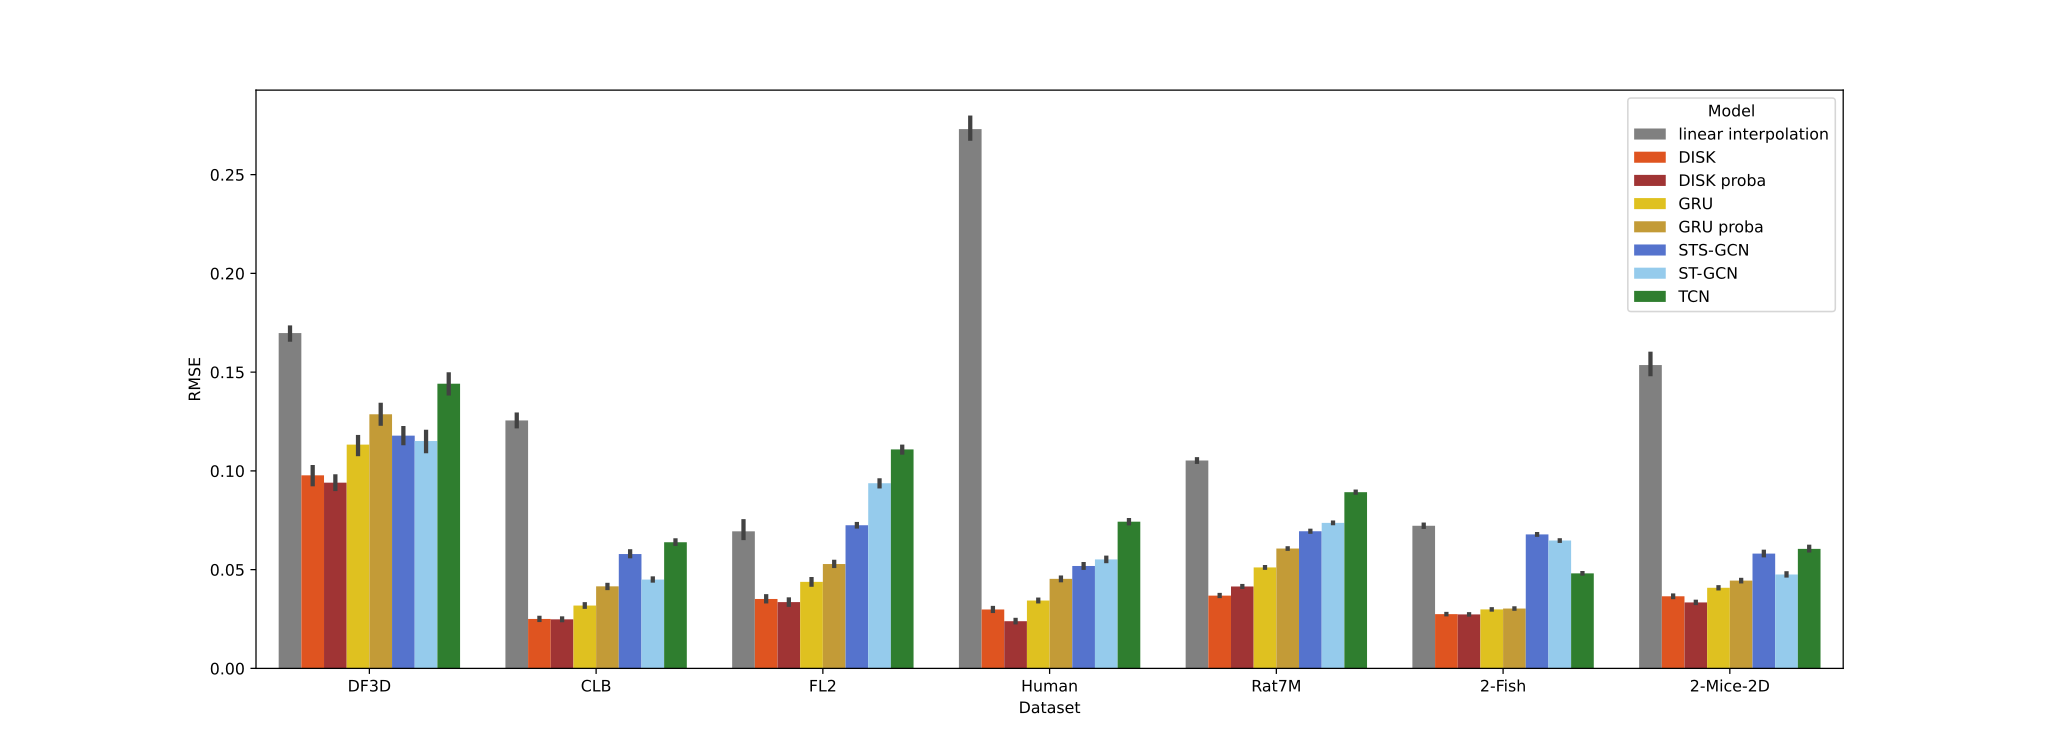 Model
linear interpolation
DISK
DISK proba
GRU
GRU proba
STS-GCN
ST-GCN
TCN
RMSE
0.25
0.20
0.15
0.10
0.05
0.00
DF3D CLB FL2 Human Rat7M 2-Fish 2-Mice-2D
Dataset